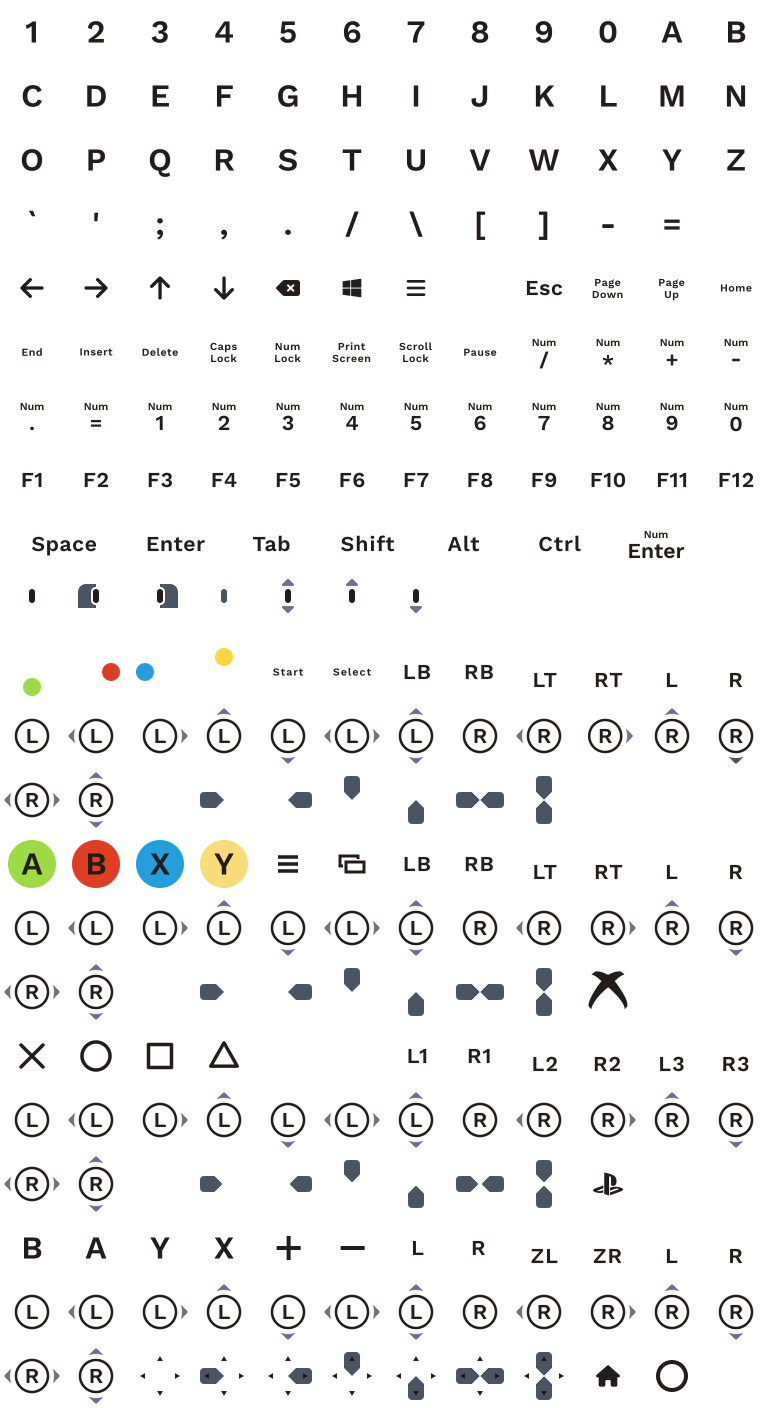 1 2 3 4 5 6 7 8 9 0 A B
C D E F G H I J K L M N
O P Q R S T U V W X Y Z
` ' ; , . / \ [ ] - =
← → ↑ ↓ Esc Page Down Page Up Home
End Insert Delete Caps Lock Num Lock Print Screen Scroll Lock Pause Num / Num * Num + Num -
Num . Num = Num 1 Num 2 Num 3 Num 4 Num 5 Num 6 Num 7 Num 8 Num 9 Num 0
F1 F2 F3 F4 F5 F6 F7 F8 F9 F10 F11 F12
Space Enter Tab Shift Alt Ctrl Num Enter
Start Select LB RB LT RT L R
L L L L L L L R R R R R
R R
A B X Y LB RB LT RT L R
L L L L L L L R R R R R
R R
L1 R1 L2 R2 L3 R3
L L L L L L L R R R R R
R R
B A Y X + − L R ZL ZR L R
L L L L L L L R R R R R
R R